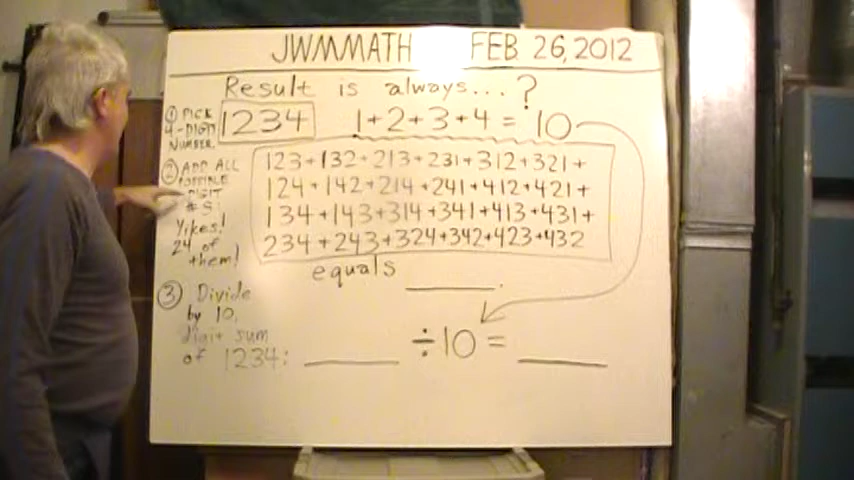 JWMMATH FEB 26, 2012
Result is always...?
① PICK
4-DIGIT
NUMBER
1234 1+2+3+4 = 10
② ADD ALL
POSSIBLE
DIGIT
#S:
Yikes!
24 of
them!
123+132+213+231+312+321+
124+142+214+241+412+421+
134+143+314+341+413+431+
234+243+324+342+423+432
equals
③ Divide
by 10,
digit sum
of 1234: ÷10 =